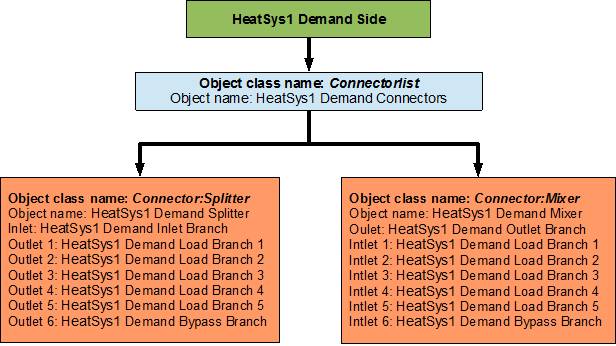 HeatSys1 Demand Side
Object class name: Connectorlist
Object name: HeatSys1 Demand Connectors
Object class name: Connector:Splitter
Object name: HeatSys1 Demand Splitter
Inlet: HeatSys1 Demand Inlet Branch
Outlet 1: HeatSys1 Demand Load Branch 1
Outlet 2: HeatSys1 Demand Load Branch 2
Outlet 3: HeatSys1 Demand Load Branch 3
Outlet 4: HeatSys1 Demand Load Branch 4
Outlet 5: HeatSys1 Demand Load Branch 5
Outlet 6: HeatSys1 Demand Bypass Branch
Object class name: Connector:Mixer
Object name: HeatSys1 Demand Mixer
Oulet: HeatSys1 Demand Outlet Branch
Intlet 1: HeatSys1 Demand Load Branch 1
Intlet 2: HeatSys1 Demand Load Branch 2
Intlet 3: HeatSys1 Demand Load Branch 3
Intlet 4: HeatSys1 Demand Load Branch 4
Intlet 5: HeatSys1 Demand Load Branch 5
Intlet 6: HeatSys1 Demand Bypass Branch